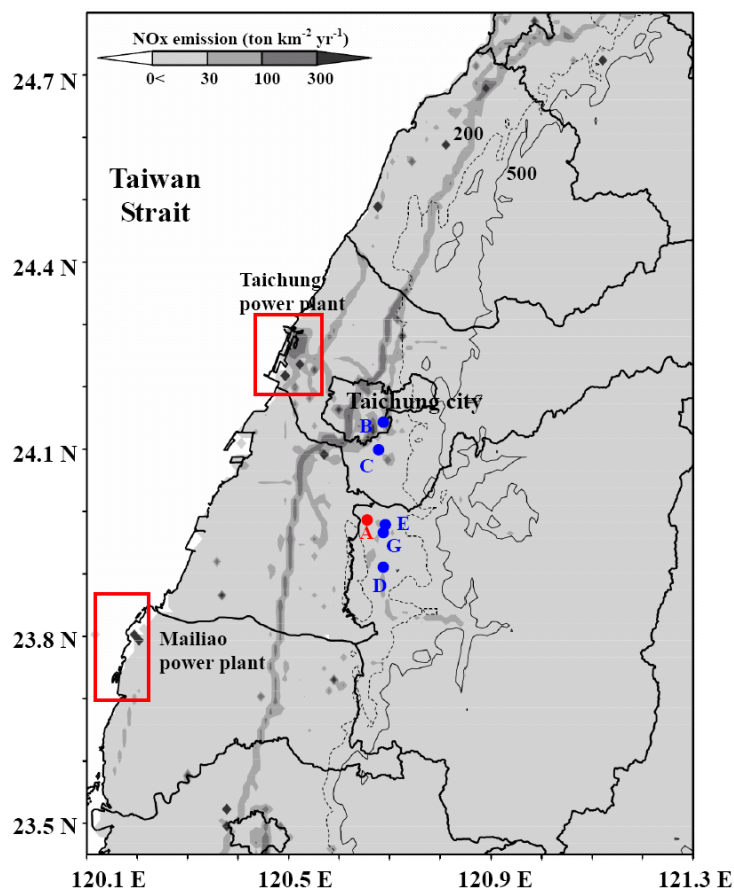 NOx emission (ton km-2 yr-1)
0< 30 100 300
24.7 N
200
500
Taiwan
Strait
24.4 N
Taichung
power plant
Taichung city
B
24.1 N
C
E
A
G
D
23.8 N
Mailiao
power plant
23.5 N
120.1 E 120.5 E 120.9 E 121.3 E